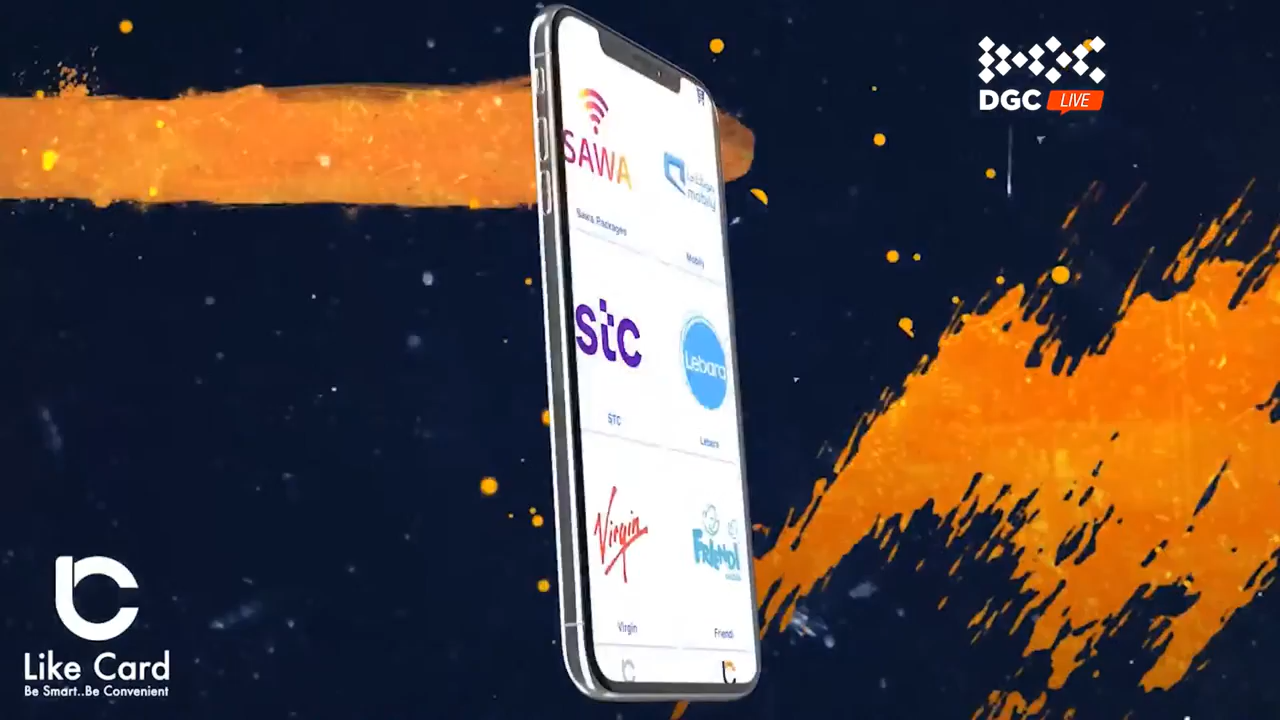 DGC LIVE
SAWA
Sawa Packages
mobily
Mobily
stc
STC
Lebara
Lebara
Virgin
Virgin
FRiENDi
mobile
Friendi
Like Card
Be Smart..Be Convenient